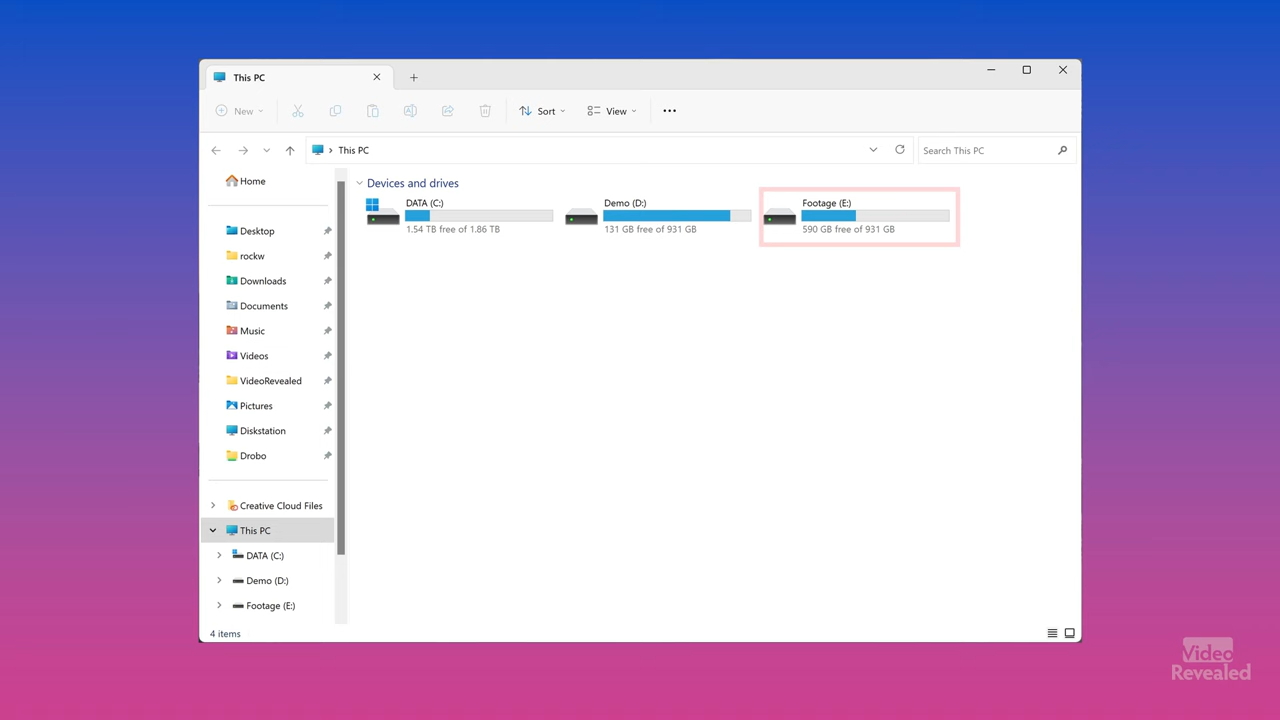 This PC
New
Sort
View
This PC
Search This PC
Home
Desktop
rockw
Downloads
Documents
Music
Videos
VideoRevealed
Pictures
Diskstation
Drobo
Creative Cloud Files
This PC
DATA (C:)
Demo (D:)
Footage (E:)
Devices and drives
DATA (C:)
1.54 TB free of 1.86 TB
Demo (D:)
131 GB free of 931 GB
Footage (E:)
590 GB free of 931 GB
4 items
Video
Revealed